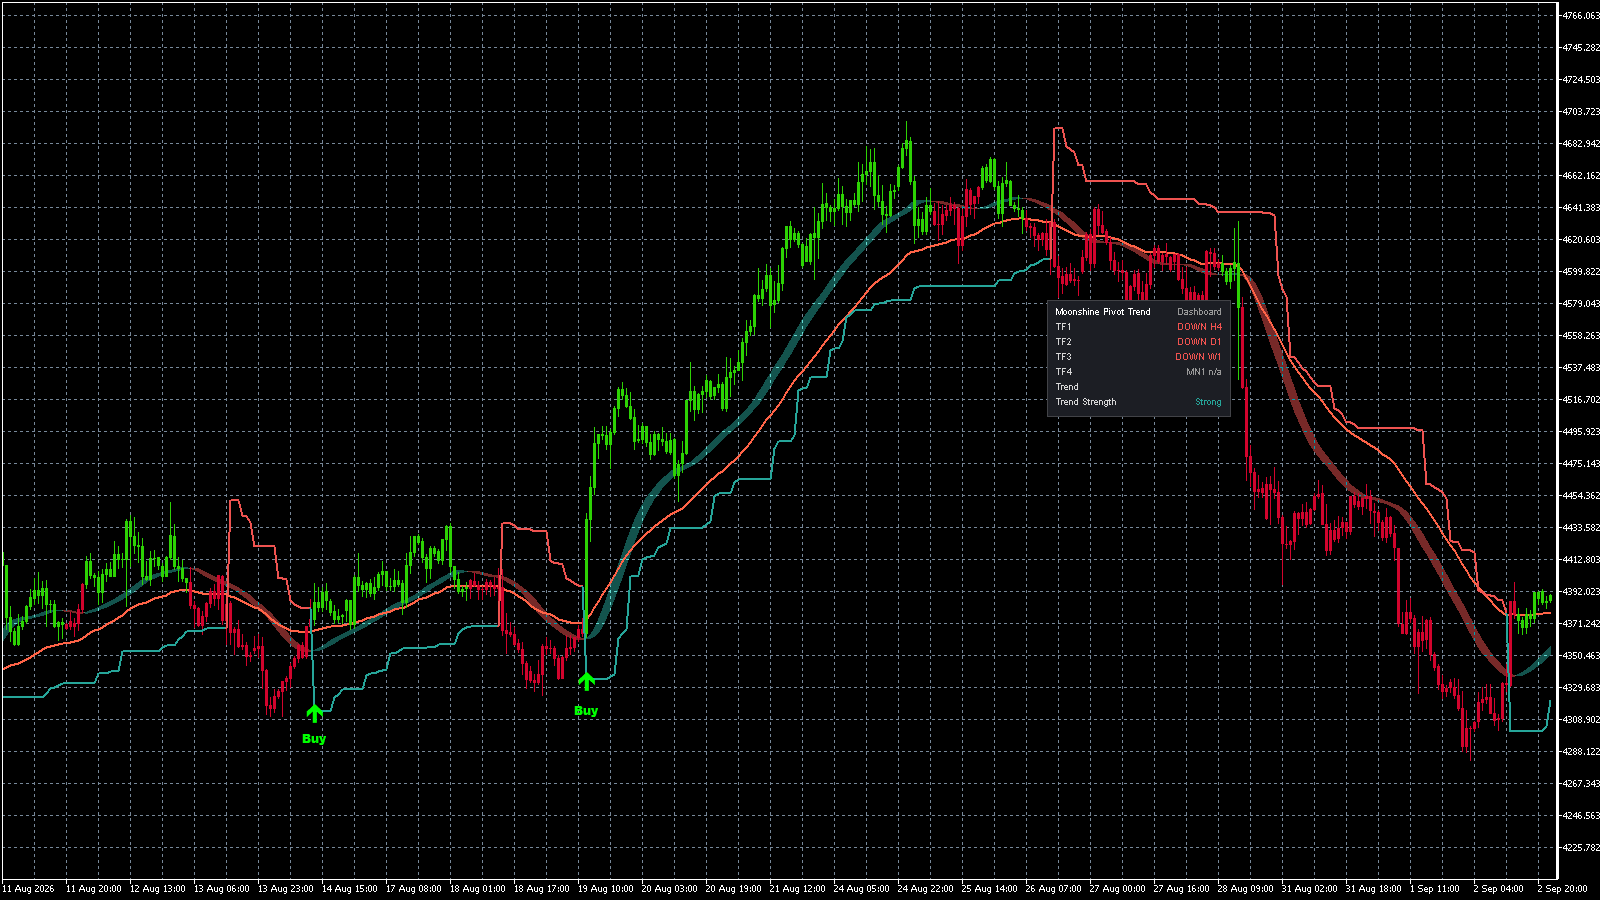 4766.063
4745.282
4724.503
4703.723
4682.942
4662.162
4641.383
4620.603
4599.822
4579.043
4558.263
4537.483
4516.702
4495.923
4475.143
4454.362
4433.582
4412.803
4392.023
4371.242
4350.463
4329.683
4308.902
4288.122
4267.343
4246.563
4225.782
Moonshine Pivot Trend Dashboard
TF1 DOWN H4
TF2 DOWN D1
TF3 DOWN W1
TF4 MN1 n/a
Trend
Trend Strength Strong
Buy
Buy
11 Aug 2026 11 Aug 20:00 12 Aug 13:00 13 Aug 06:00 13 Aug 23:00 14 Aug 15:00 17 Aug 08:00 18 Aug 01:00 18 Aug 17:00 19 Aug 10:00 20 Aug 03:00 20 Aug 19:00 21 Aug 12:00 24 Aug 05:00 24 Aug 22:00 25 Aug 14:00 26 Aug 07:00 27 Aug 00:00 27 Aug 16:00 28 Aug 09:00 31 Aug 02:00 31 Aug 18:00 1 Sep 11:00 2 Sep 04:00 2 Sep 20:00